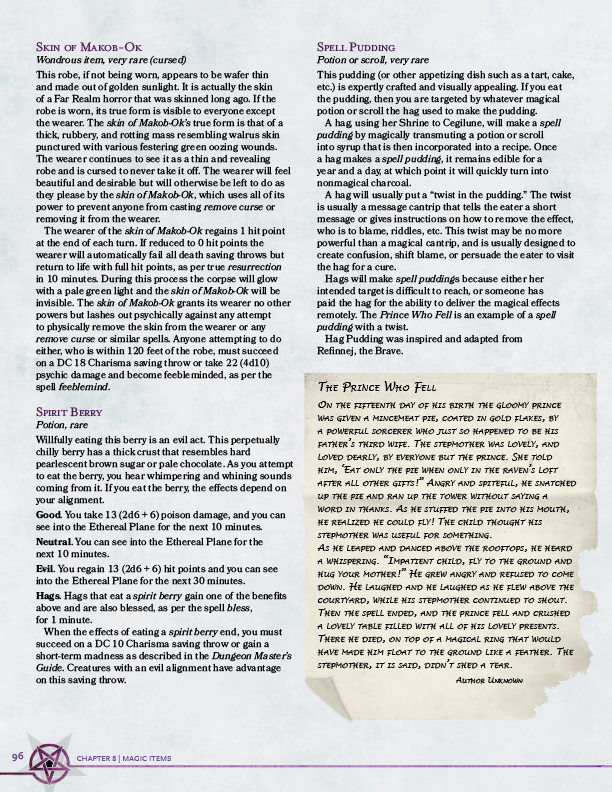 Skin of Makob-Ok
Wondrous item, very rare (cursed)
This robe, if not being worn, appears to be wafer thin
and made out of golden sunlight. It is actually the skin
of a Far Realm horror that was skinned long ago. If the
robe is worn, its true form is visible to everyone except
the wearer. The skin of Makob-Ok's true form is that of a
thick, rubbery, and rotting mass resembling walrus skin
punctured with various festering green oozing wounds.
The wearer continues to see it as a thin and revealing
robe and is cursed to never take it off. The wearer will feel
beautiful and desirable but will otherwise be left to do as
they please by the skin of Makob-Ok, which uses all of its
power to prevent anyone from casting remove curse or
removing it from the wearer.
The wearer of the skin of Makob-Ok regains 1 hit point
at the end of each turn. If reduced to 0 hit points the
wearer will automatically fail all death saving throws but
return to life with full hit points, as per true resurrection
in 10 minutes. During this process the corpse will glow
with a pale green light and the skin of Makob-Ok will be
invisible. The skin of Makob-Ok grants its wearer no other
powers but lashes out psychically against any attempt
to physically remove the skin from the wearer or any
remove curse or similar spells. Anyone attempting to do
either, who is within 120 feet of the robe, must succeed
on a DC 18 Charisma saving throw or take 22 (4d10)
psychic damage and become feebleminded, as per the
spell feeblemind.
Spirit Berry
Potion, rare
Willfully eating this berry is an evil act. This perpetually
chilly berry has a thick crust that resembles hard
pearlescent brown sugar or pale chocolate. As you attempt
to eat the berry, you hear whimpering and whining sounds
coming from it. If you eat the berry, the effects depend on
your alignment.
Good. You take 13 (2d6 + 6) poison damage, and you can
see into the Ethereal Plane for the next 10 minutes.
Neutral. You can see into the Ethereal Plane for the
next 10 minutes.
Evil. You regain 13 (2d6 + 6) hit points and you can see
into the Ethereal Plane for the next 30 minutes.
Hags. Hags that eat a spirit berry gain one of the benefits
above and are also blessed, as per the spell bless,
for 1 minute.
When the effects of eating a spirit berry end, you must
succeed on a DC 10 Charisma saving throw or gain a
short-term madness as described in the Dungeon Master's
Guide. Creatures with an evil alignment have advantage
on this saving throw.
Spell Pudding
Potion or scroll, very rare
This pudding (or other appetizing dish such as a tart, cake,
etc.) is expertly crafted and visually appealing. If you eat
the pudding, then you are targeted by whatever magical
potion or scroll the hag used to make the pudding.
A hag, using her Shrine to Cegilune, will make a spell
pudding by magically transmuting a potion or scroll
into syrup that is then incorporated into a recipe. Once
a hag makes a spell pudding, it remains edible for a
year and a day, at which point it will quickly turn into
nonmagical charcoal.
A hag will usually put a "twist in the pudding." The twist
is usually a message cantrip that tells the eater a short
message or gives instructions on how to remove the effect,
who is to blame, riddles, etc. This twist may be no more
powerful than a magical cantrip, and is usually designed to
create confusion, shift blame, or persuade the eater to visit
the hag for a cure.
Hags will make spell puddings because either her
intended target is difficult to reach, or someone has
paid the hag for the ability to deliver the magical effects
remotely. The Prince Who Fell is an example of a spell
pudding with a twist.
Hag Pudding was inspired and adapted from
Refinnej, the Brave.
The Prince Who Fell
On the fifteenth day of his birth the gloomy prince
was given a mincemeat pie, coated in gold flakes, by
a powerful sorcerer who just so happened to be his
father's third wife. The stepmother was lovely, and
loved dearly, by everyone but the prince. She told
him, "Eat only the pie when in the raven's loft
after all other gifts!" Angry and spiteful, he snatched
up the pie and ran up the tower without saying a
word in thanks. As he stuffed the pie into his mouth,
he realized he could fly! The child thought his
stepmother was useful for something.
As he leaped and danced above the rooftops, he heard
a whispering. "Impatient child, fly to the ground and
hug your mother!" He grew angry and refused to come
down. He laughed and he laughed as he flew above the
courtyard, while his stepmother continued to shout.
Then the spell ended, and the prince fell and crushed
a lovely table filled with all of his lovely presents.
There he died, on top of a magical ring that would
have made him float to the ground like a feather. The
stepmother, it is said, didn't shed a tear.
Author Unknown
96
CHAPTER 8 | MAGIC ITEMS